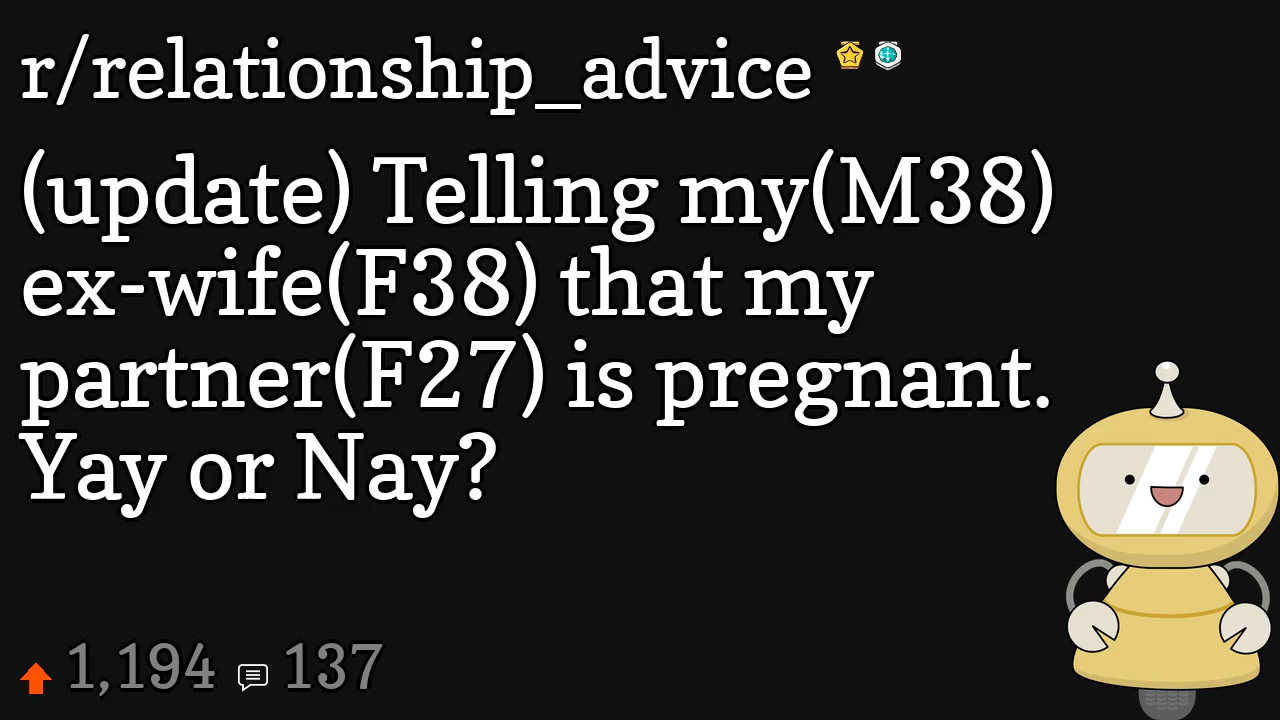 r/relationship_advice
(update) Telling my(M38)
ex-wife(F38) that my
partner(F27) is pregnant.
Yay or Nay?
1,194 137